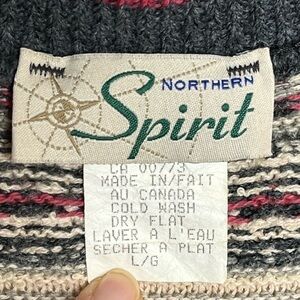 NORTHERN
Spirit
CA 00773
MADE IN/FAIT
AU CANADA
COLD WASH
DRY FLAT
LAVER A L'EAU
SECHER A PLAT
L/G